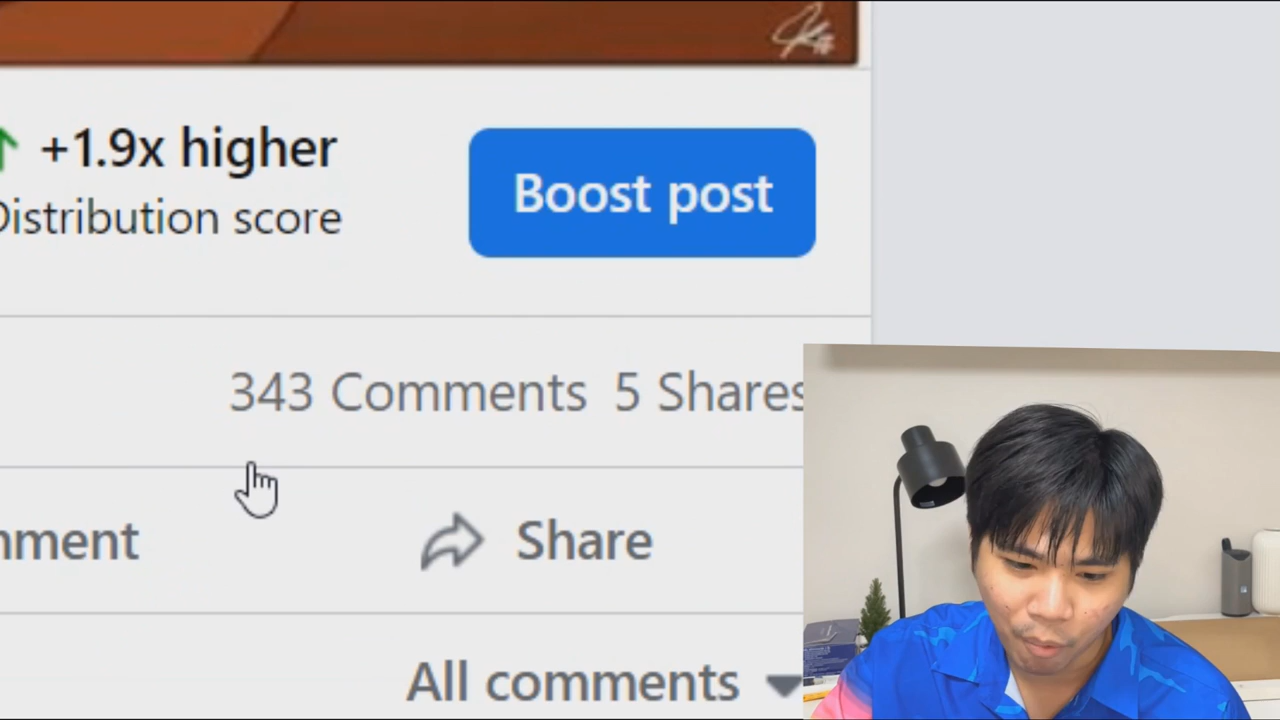 +1.9x higher
Distribution score
Boost post
343 Comments 5 Shares
mment
Share
All comments